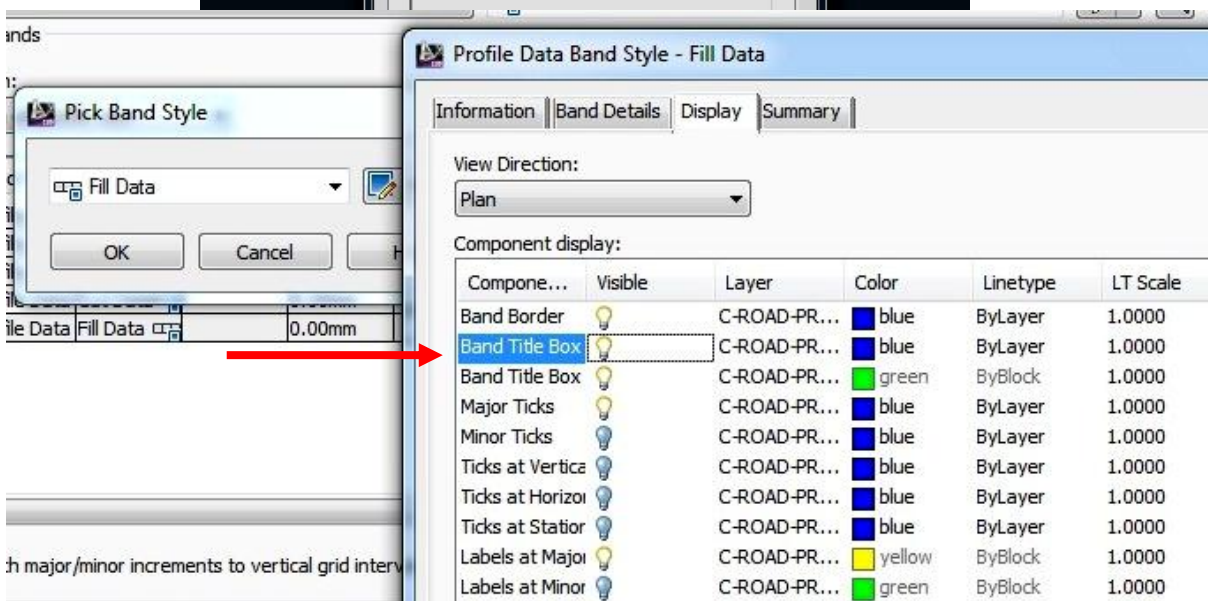 Profile Data Band Style - Fill Data
Pick Band Style
Information Band Details Display Summary
View Direction:
Plan
Fill Data
OK Cancel
Component display:
Compone... Visible Layer Color Linetype LT Scale
Band Border C-ROAD-PR... blue ByLayer 1.0000
Band Title Box C-ROAD-PR... blue ByLayer 1.0000
Band Title Box C-ROAD-PR... green ByBlock 1.0000
Major Ticks C-ROAD-PR... blue ByLayer 1.0000
Minor Ticks C-ROAD-PR... blue ByLayer 1.0000
Ticks at Vertica C-ROAD-PR... blue ByLayer 1.0000
Ticks at Horizo C-ROAD-PR... blue ByLayer 1.0000
Ticks at Station C-ROAD-PR... blue ByLayer 1.0000
Labels at Major C-ROAD-PR... yellow ByBlock 1.0000
Labels at Minor C-ROAD-PR... green ByBlock 1.0000
ile Data Fill Data 0.00mm
h major/minor increments to vertical grid interv